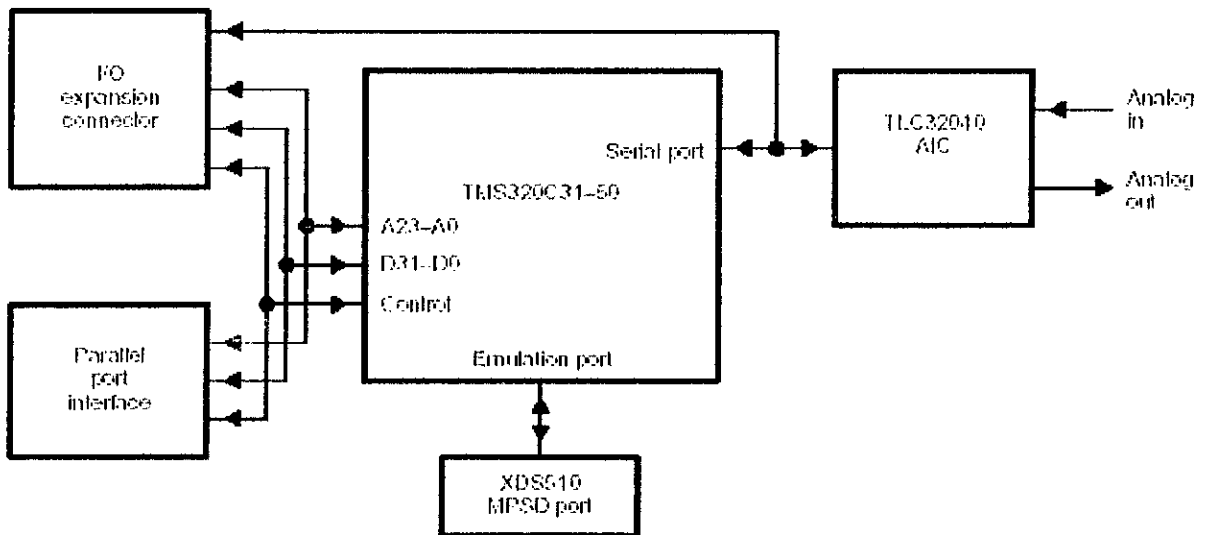 I/O
expansion
connector
TLC32040
AIC
Analog
in
Analog
out
Serial port
TMS320C31–50
A23–A0
D31–D0
Control
Emulation port
Parallel
port
interface
XDS510
MPSD port